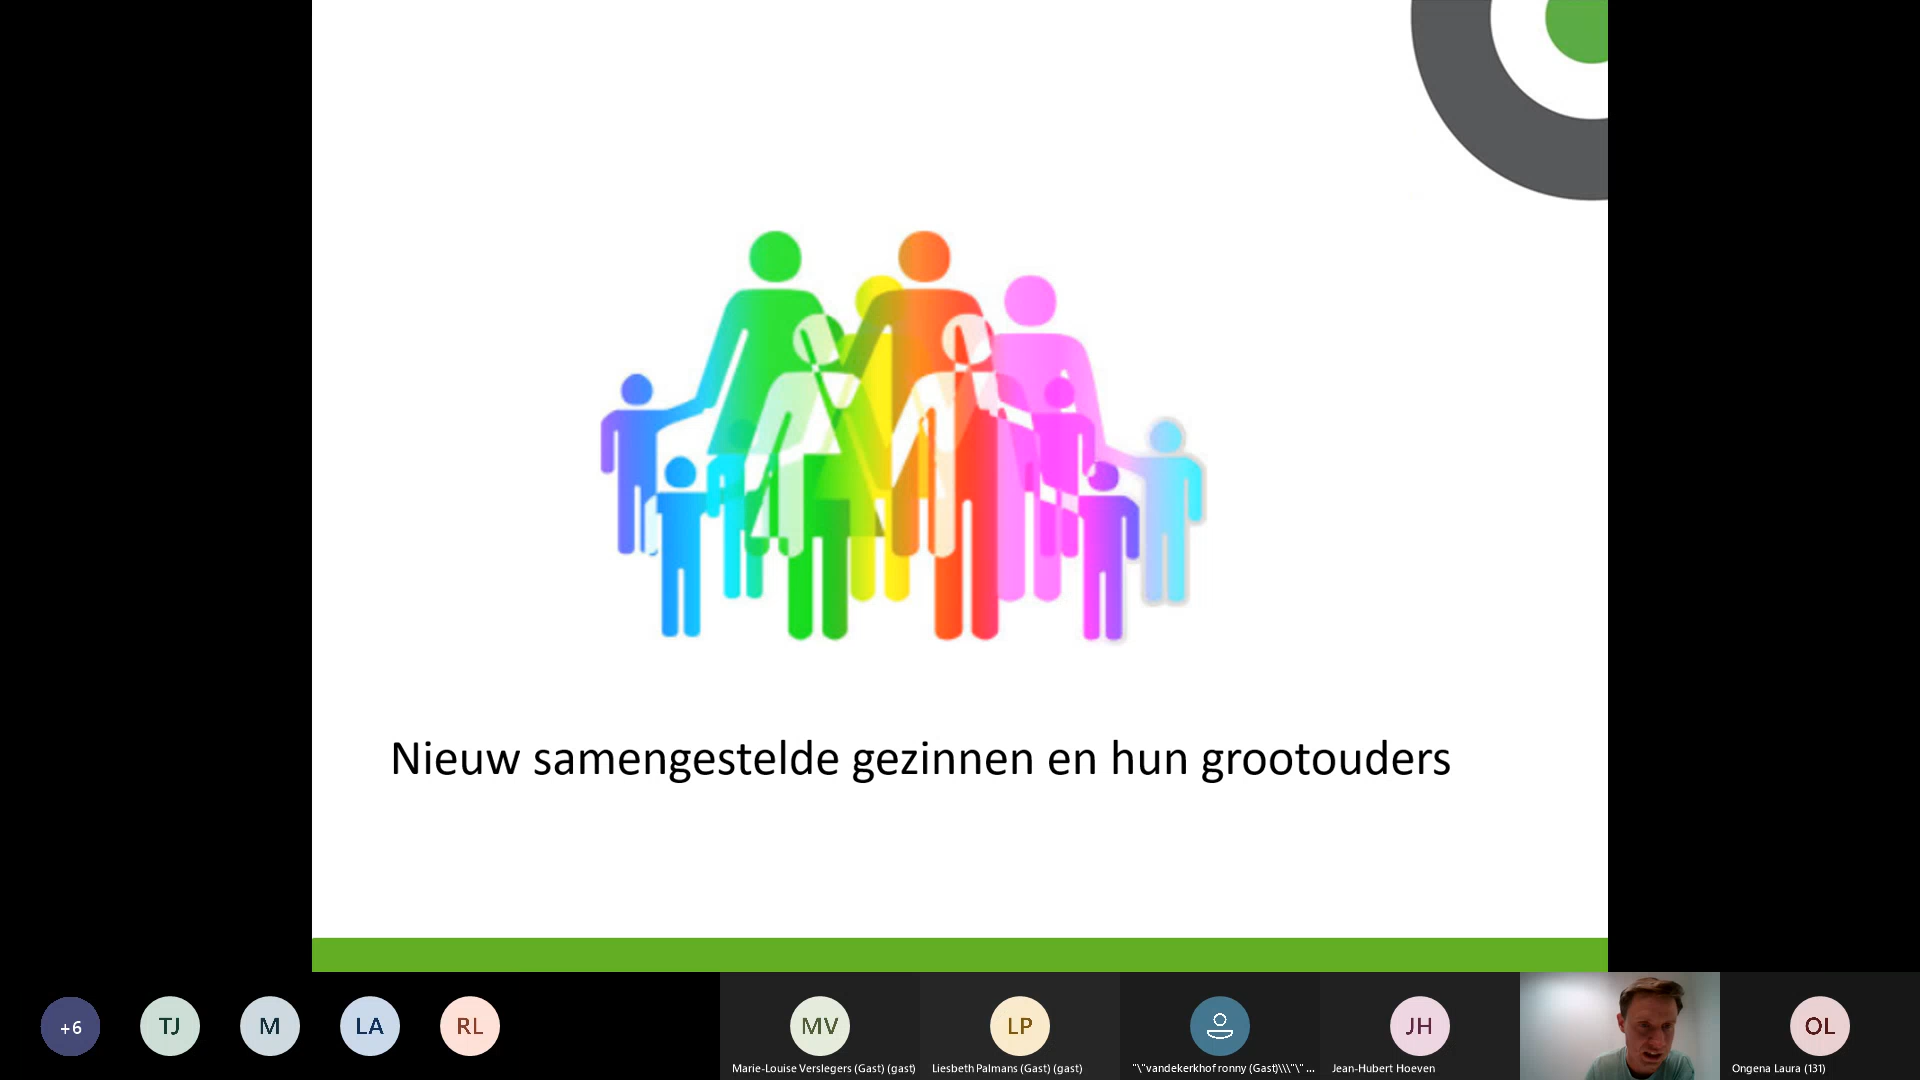 Nieuw samengestelde gezinnen en hun grootouders
+6
TJ
M
LA
RL
MV
LP
JH
OL
Marie-Louise Verslegers (Gast) (gast)
Liesbeth Palmans (Gast) (gast)
"\"vandekerkhof ronny (Gast)\\\"\" ...
Jean-Hubert Hoeven
Ongena Laura (131)